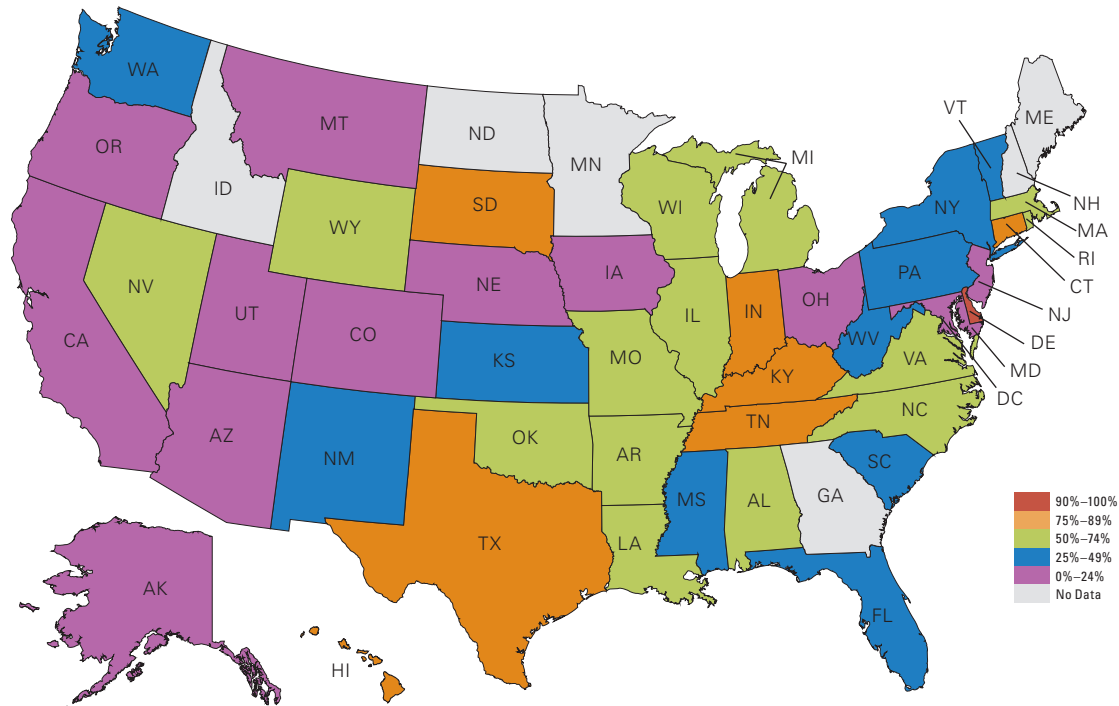 WA
OR
CA
NV
ID
MT
WY
UT
CO
AZ
NM
ND
SD
NE
KS
OK
TX
MN
IA
MO
AR
LA
WI
IL
MI
IN
OH
KY
TN
MS
AL
GA
FL
SC
NC
VA
WV
PA
NY
VT
ME
NH
MA
RI
CT
NJ
DE
MD
DC
AK
HI
90%–100%
75%–89%
50%–74%
25%–49%
0%–24%
No Data